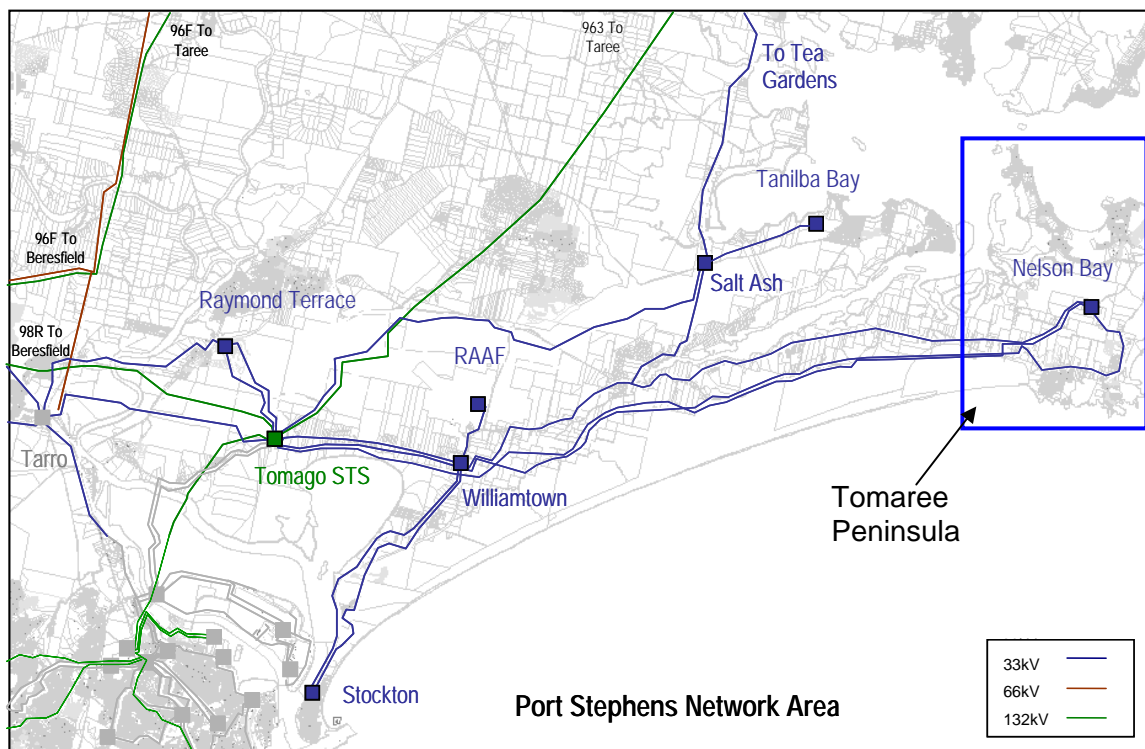 96F To
Taree
963 To
Taree
To Tea
Gardens
Tanilba Bay
96F To
Beresfield
Salt Ash
Nelson Bay
Raymond Terrace
98R To
Beresfield
RAAF
Tarro
Tomago STS
Williamtown
Tomaree
Peninsula
Stockton
Port Stephens Network Area
33kV
66kV
132kV